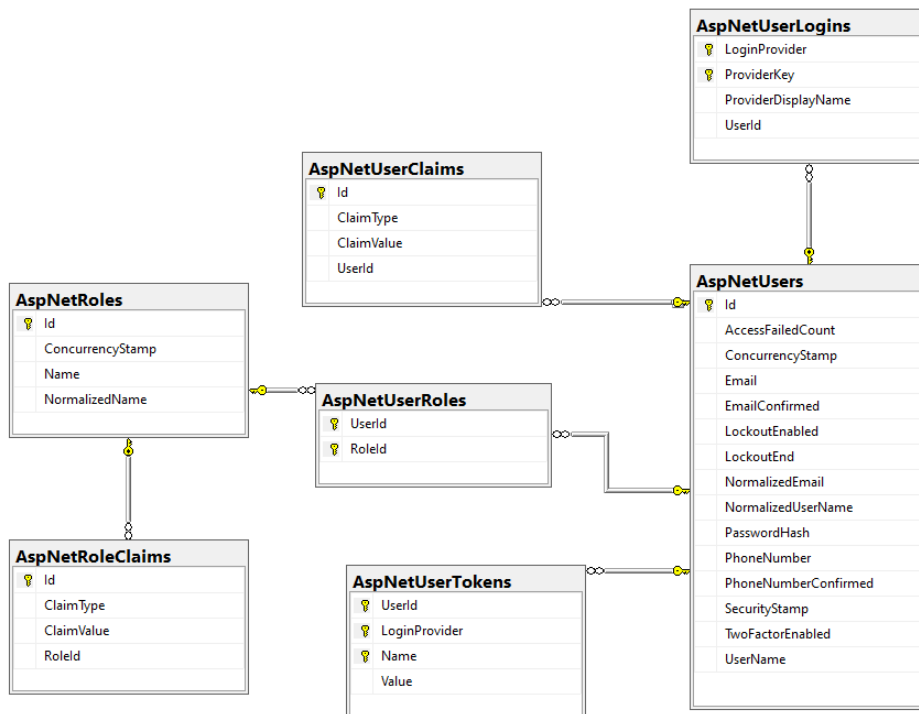 AspNetUserLogins
LoginProvider
ProviderKey
ProviderDisplayName
UserId
AspNetUserClaims
Id
ClaimType
ClaimValue
UserId
AspNetUsers
Id
AccessFailedCount
ConcurrencyStamp
Email
EmailConfirmed
LockoutEnabled
LockoutEnd
NormalizedEmail
NormalizedUserName
PasswordHash
PhoneNumber
PhoneNumberConfirmed
SecurityStamp
TwoFactorEnabled
UserName
AspNetRoles
Id
ConcurrencyStamp
Name
NormalizedName
AspNetUserRoles
UserId
RoleId
AspNetRoleClaims
Id
ClaimType
ClaimValue
RoleId
AspNetUserTokens
UserId
LoginProvider
Name
Value